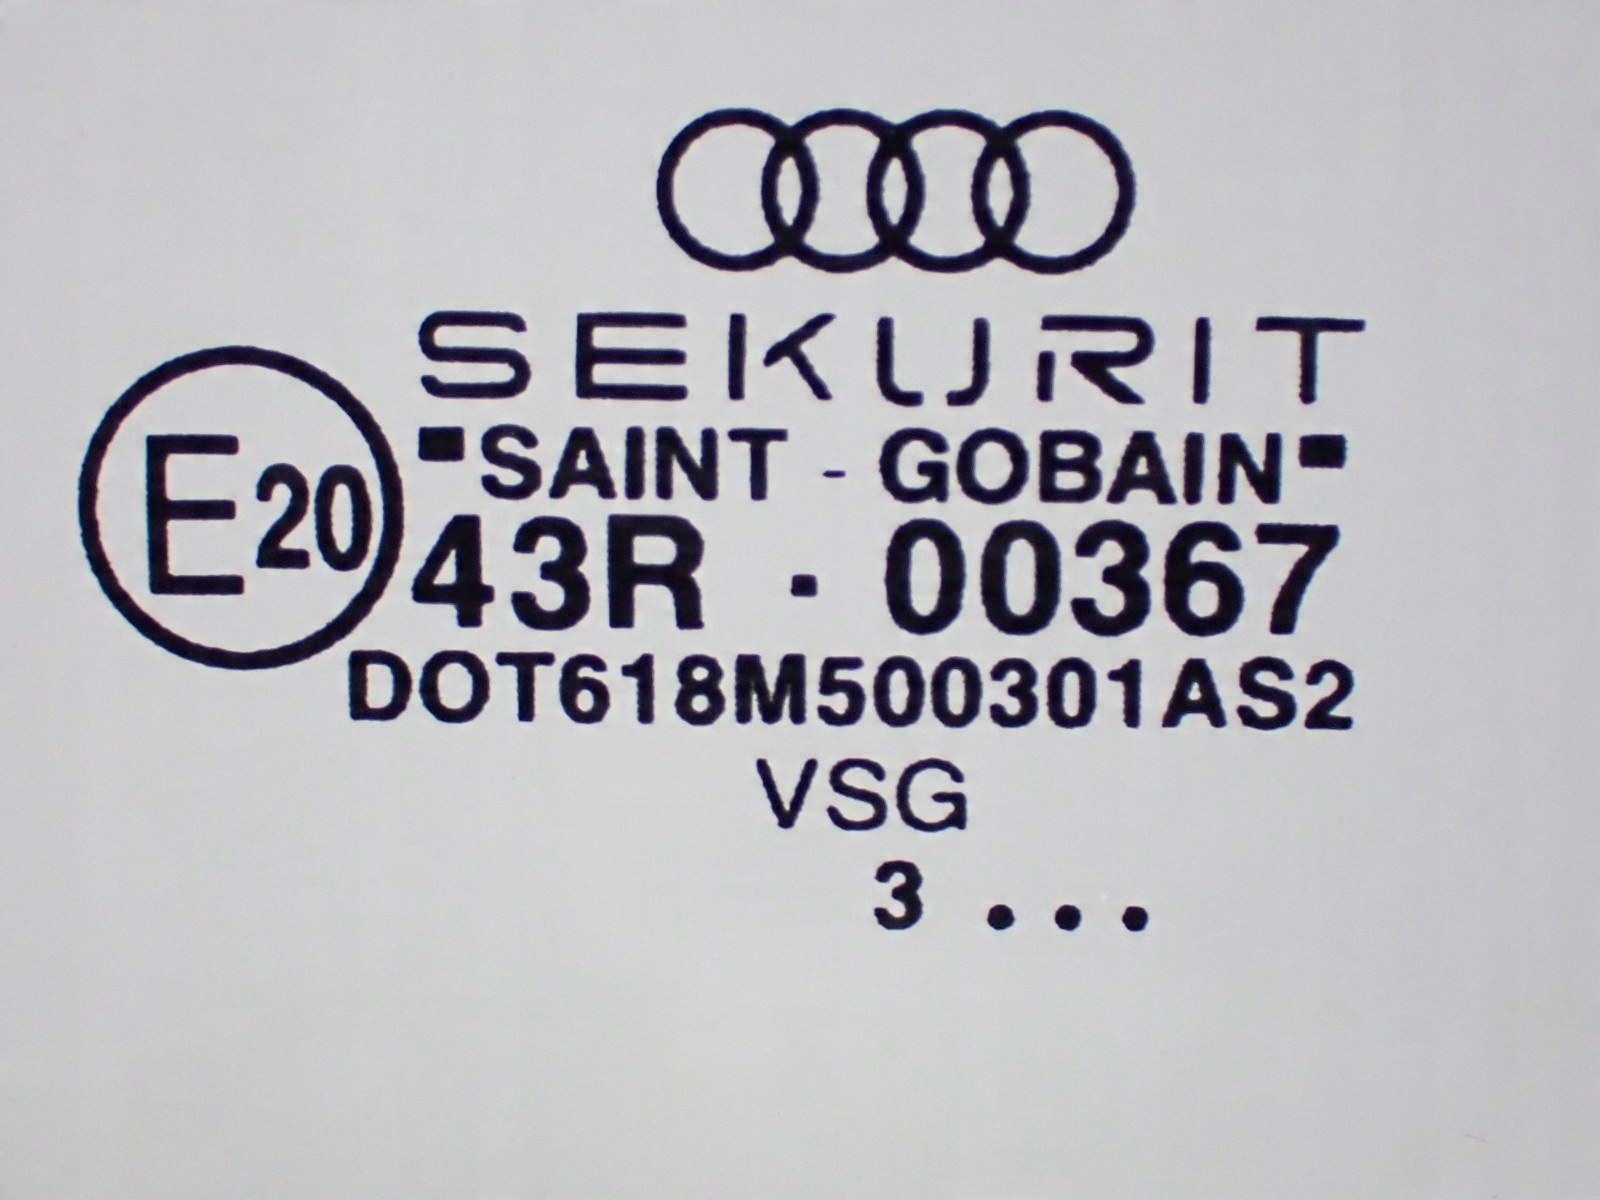 SEKURIT
"SAINT - GOBAIN"
E20
43R · 00367
DOT618M500301AS2
VSG
3 ...